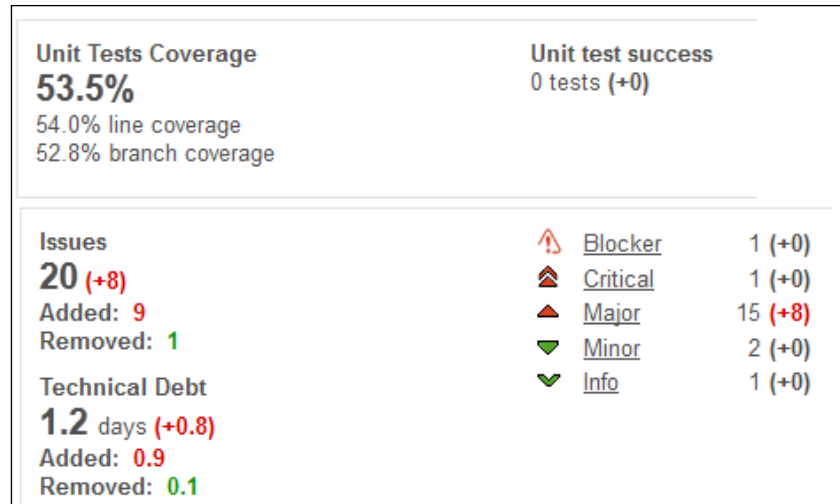 Unit Tests Coverage
53.5%
54.0% line coverage
52.8% branch coverage
Unit test success
0 tests (+0)
Issues
20 (+8)
Added: 9
Removed: 1
Technical Debt
1.2 days (+0.8)
Added: 0.9
Removed: 0.1
Blocker 1 (+0)
Critical 1 (+0)
Major 15 (+8)
Minor 2 (+0)
Info 1 (+0)